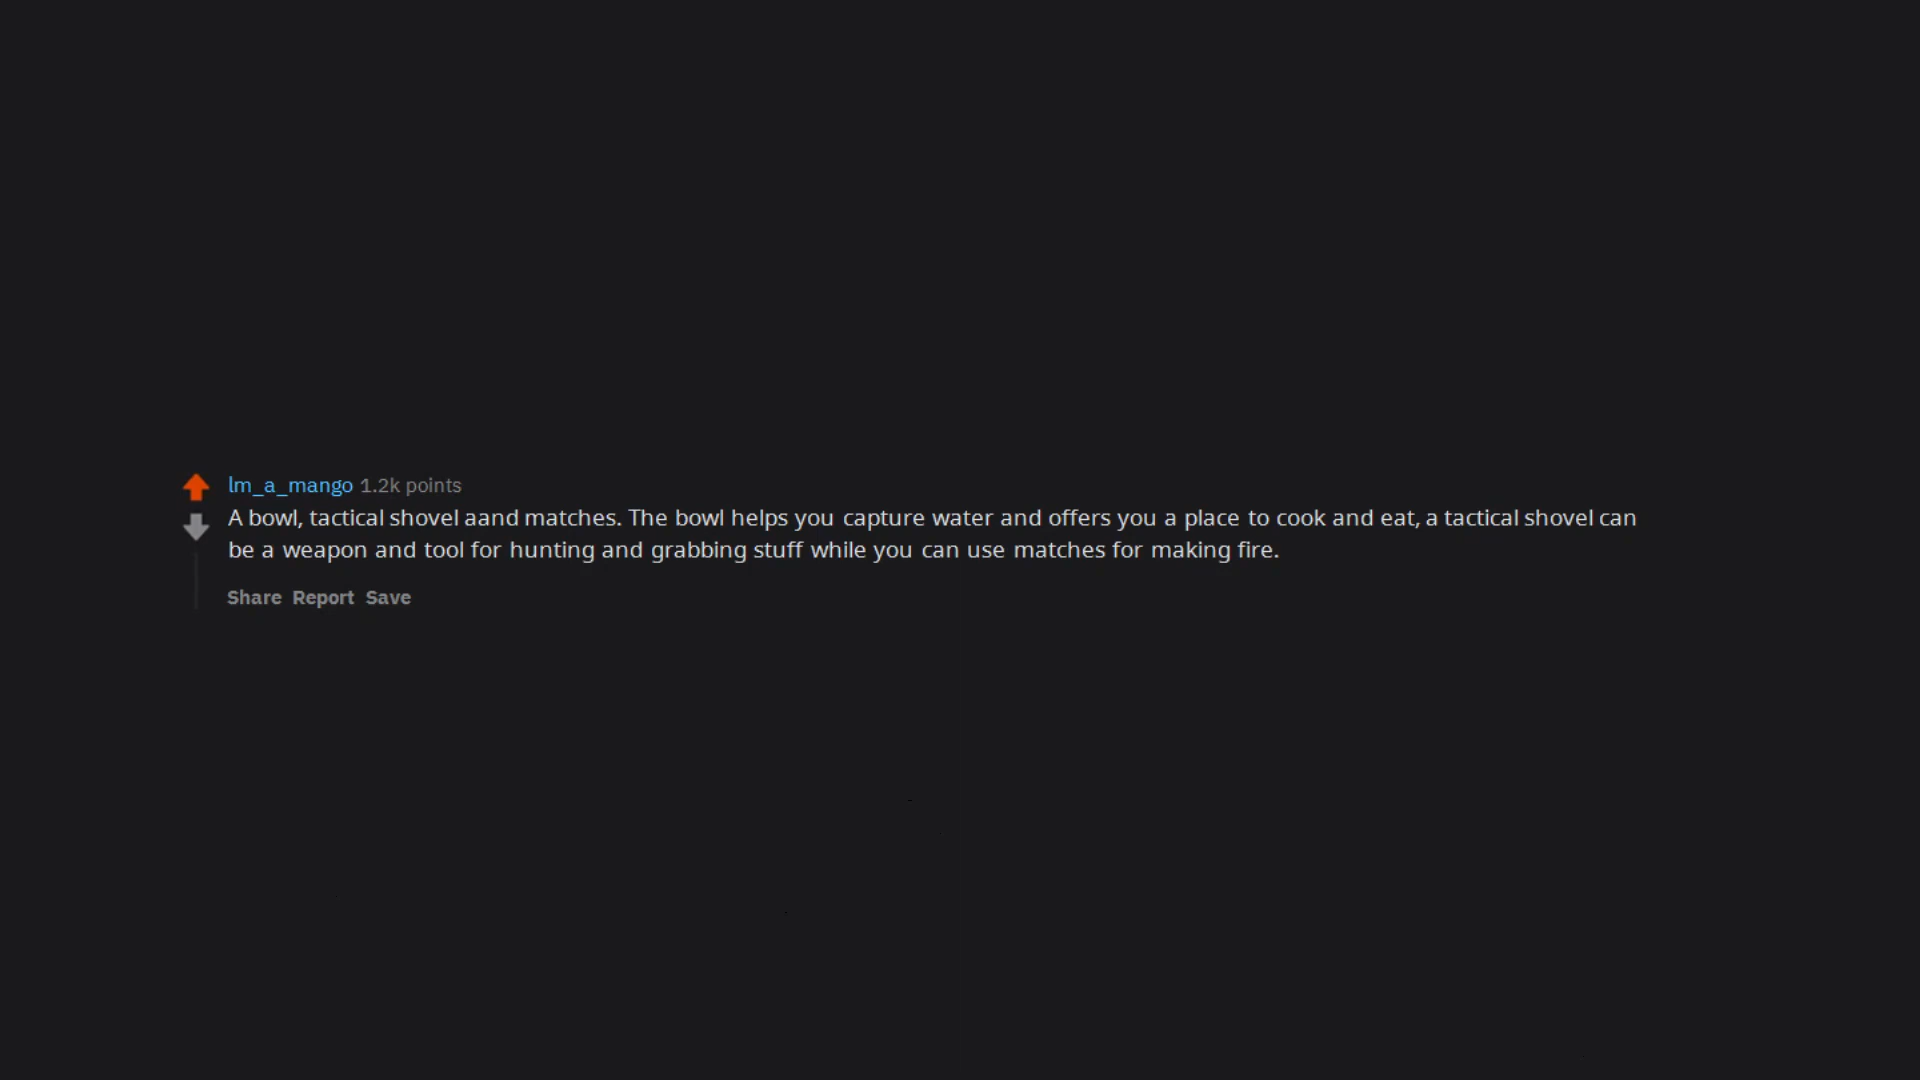 lm_a_mango 1.2k points
A bowl, tactical shovel aand matches. The bowl helps you capture water and offers you a place to cook and eat, a tactical shovel can
be a weapon and tool for hunting and grabbing stuff while you can use matches for making fire.
Share Report Save